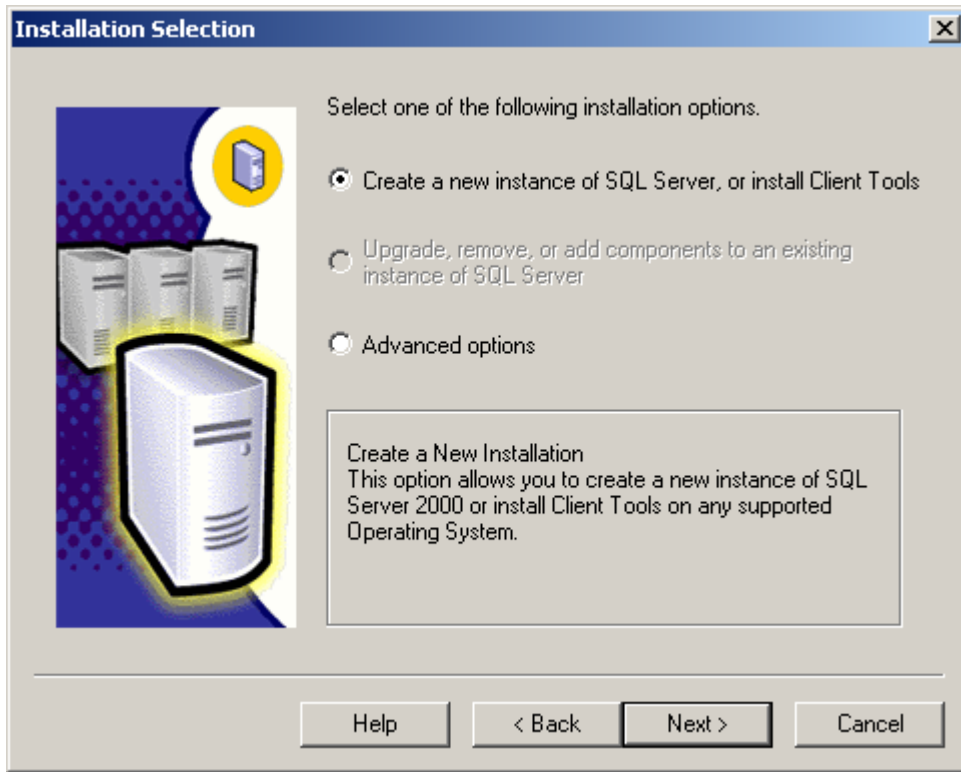 Installation Selection
Select one of the following installation options.
Create a new instance of SQL Server, or install Client Tools
Upgrade, remove, or add components to an existing
instance of SQL Server
Advanced options
Create a New Installation
This option allows you to create a new instance of SQL
Server 2000 or install Client Tools on any supported
Operating System.
Help
< Back
Next >
Cancel